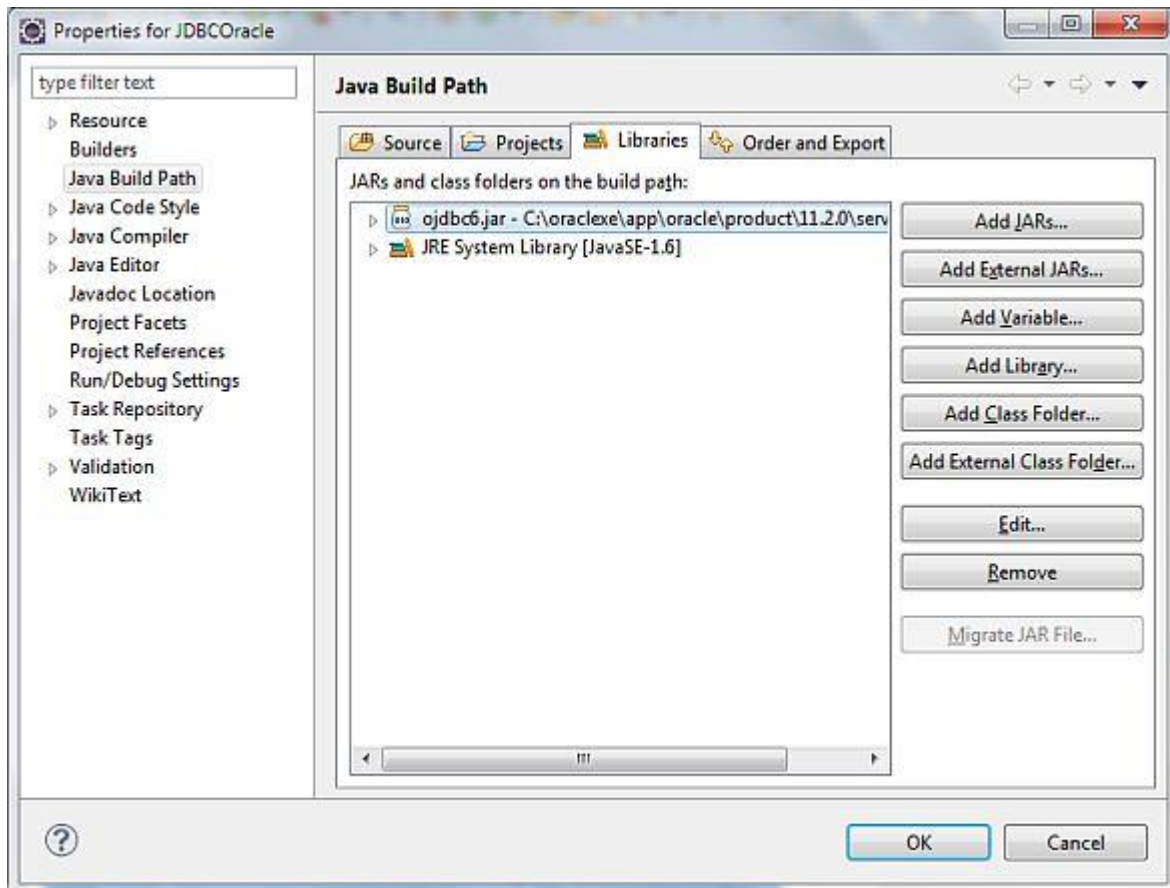 Properties for JDBCOracle
type filter text
Resource
Builders
Java Build Path
Java Code Style
Java Compiler
Java Editor
Javadoc Location
Project Facets
Project References
Run/Debug Settings
Task Repository
Task Tags
Validation
WikiText
Java Build Path
Source Projects Libraries Order and Export
JARs and class folders on the build path:
ojdbc6.jar - C:\oraclexe\app\oracle\product\11.2.0\serv
JRE System Library [JavaSE-1.6]
Add JARs...
Add External JARs...
Add Variable...
Add Library...
Add Class Folder...
Add External Class Folder...
Edit...
Remove
Migrate JAR File...
OK Cancel